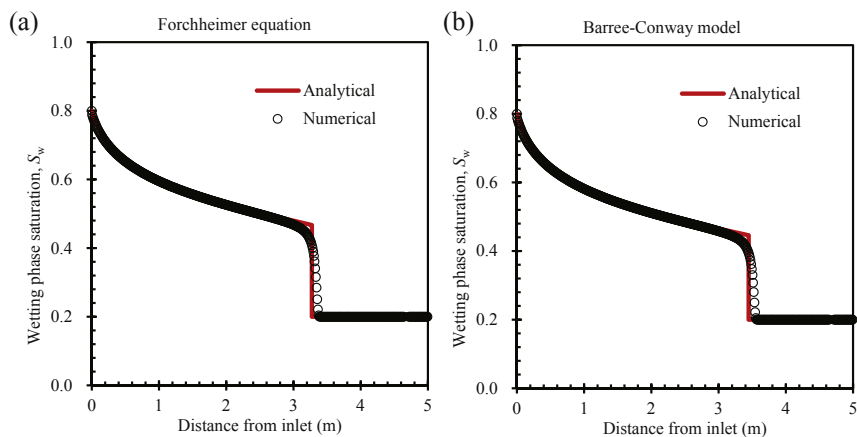 (a)
Forchheimer equation
1.0
0.8
0.6
0.4
0.2
0.0
Wetting phase saturation, Sw
Analytical
Numerical
0 1 2 3 4 5
Distance from inlet (m)
(b)
Barree-Conway model
1.0
0.8
0.6
0.4
0.2
0.0
Wetting phase saturation, Sw
Analytical
Numerical
0 1 2 3 4 5
Distance from inlet (m)